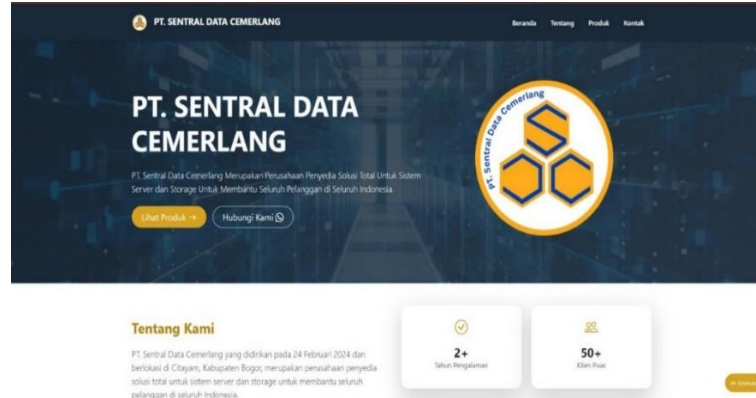 PT. SENTRAL DATA CEMERLANG
Beranda Tentang Produk Kontak
PT. SENTRAL DATA
CEMERLANG
PT. Sentral Data Cemerlang Merupakan Perusahaan Penyedia Solusi Total Untuk Sistem
Server dan Storage Untuk Membantu Seluruh Pelanggan di Seluruh Indonesia.
Lihat Produk →
Hubungi Kami
PT. Sentral Data Cemerlang
S
D C
Tentang Kami
PT. Sentral Data Cemerlang yang didirikan pada 24 Februari 2024 dan
berlokasi di Citayam, Kabupaten Bogor, merupakan perusahaan penyedia
solusi total untuk sistem server dan storage untuk membantu seluruh
pelanggan di seluruh Indonesia.
2+
Tahun Pengalaman
50+
Klien Puas